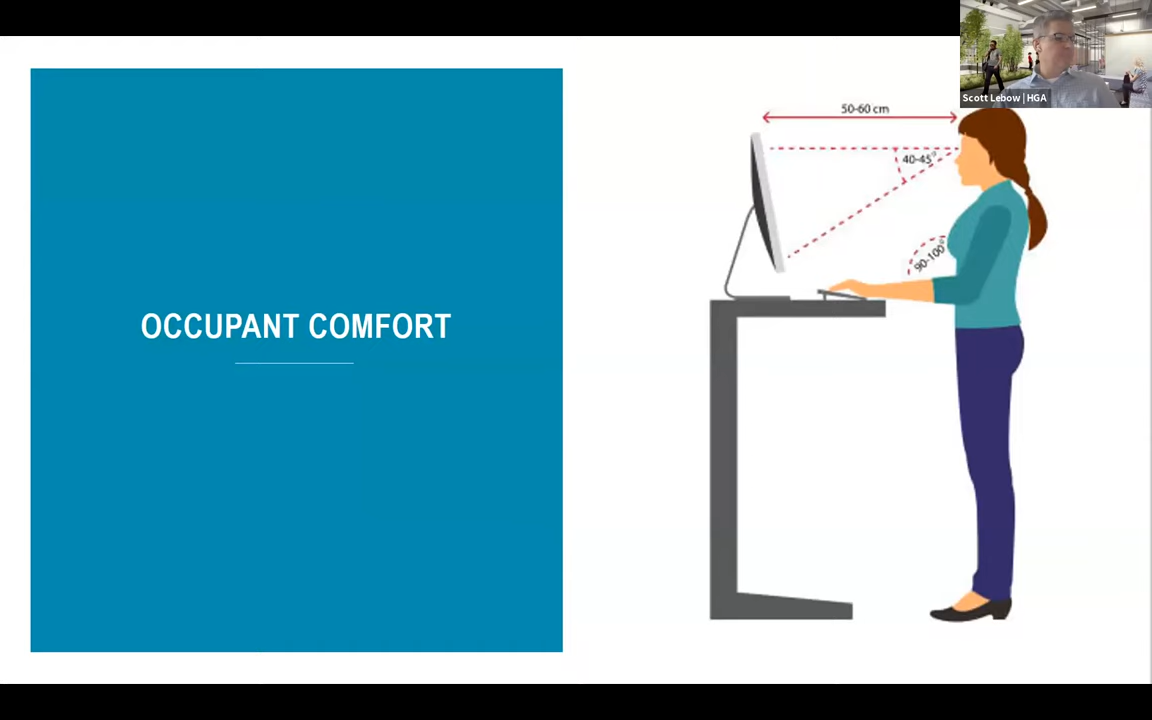 Scott Lebow | HGA
50-60 cm
40-45°
90-100°
OCCUPANT COMFORT